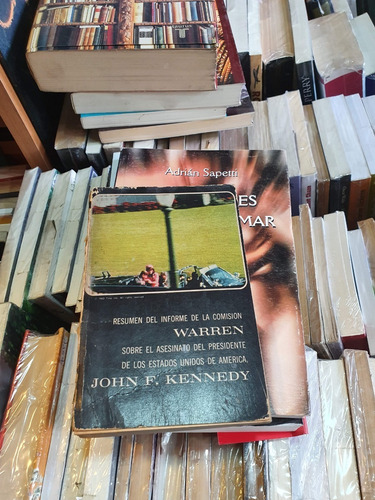 Adrián Sapetti
ES
MAR
RESUMEN DEL INFORME DE LA COMISION
WARREN
SOBRE EL ASESINATO DEL PRESIDENTE
DE LOS ESTADOS UNIDOS DE AMERICA,
JOHN F. KENNEDY